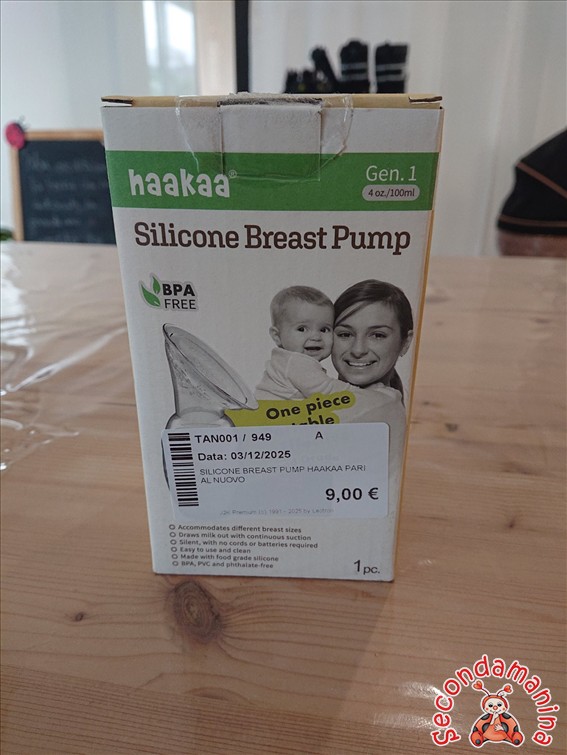 haakaa®
Gen. 1
4 oz./100ml
Silicone Breast Pump
BPA
FREE
One piece
TAN001 / 949 A
Data: 03/12/2025
SILICONE BREAST PUMP HAAKAA PARI
AL NUOVO
9,00 €
Accommodates different breast sizes
Draws milk out with continuous suction
Silent, with no cords or batteries required
Easy to use and clean
Made with food grade silicone
BPA, PVC and phthalate-free
1 pc.
secondamanina